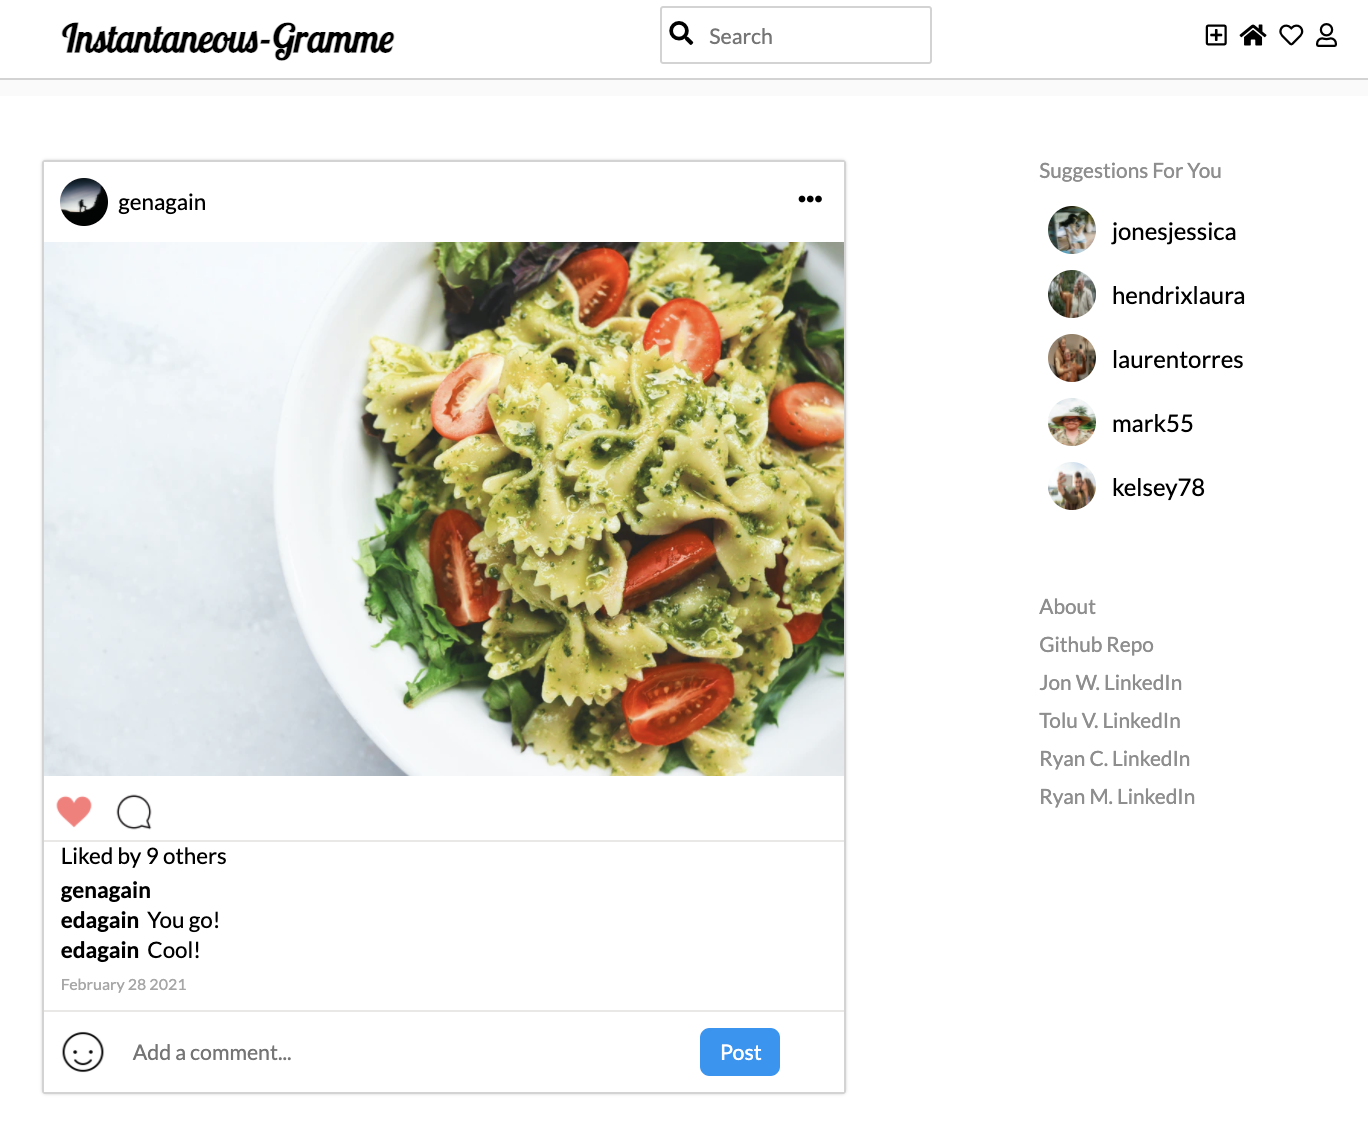 Instantaneous-Gramme
Search
genagain
Liked by 9 others
genagain
edagain You go!
edagain Cool!
February 28 2021
Add a comment...
Post
Suggestions For You
jonesjessica
hendrixlaura
laurentorres
mark55
kelsey78
About
Github Repo
Jon W. LinkedIn
Tolu V. LinkedIn
Ryan C. LinkedIn
Ryan M. LinkedIn